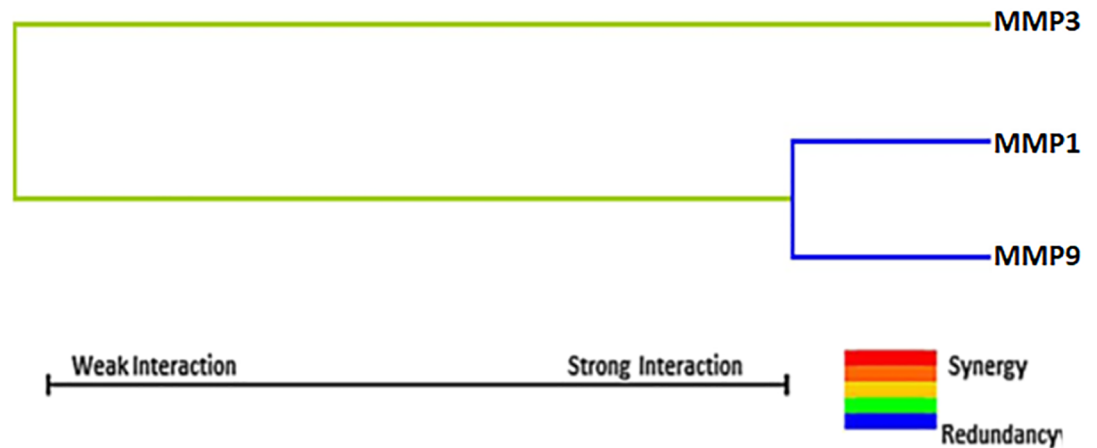 MMP3
MMP1
MMP9
Weak Interaction
Strong Interaction
Synergy
Redundancy